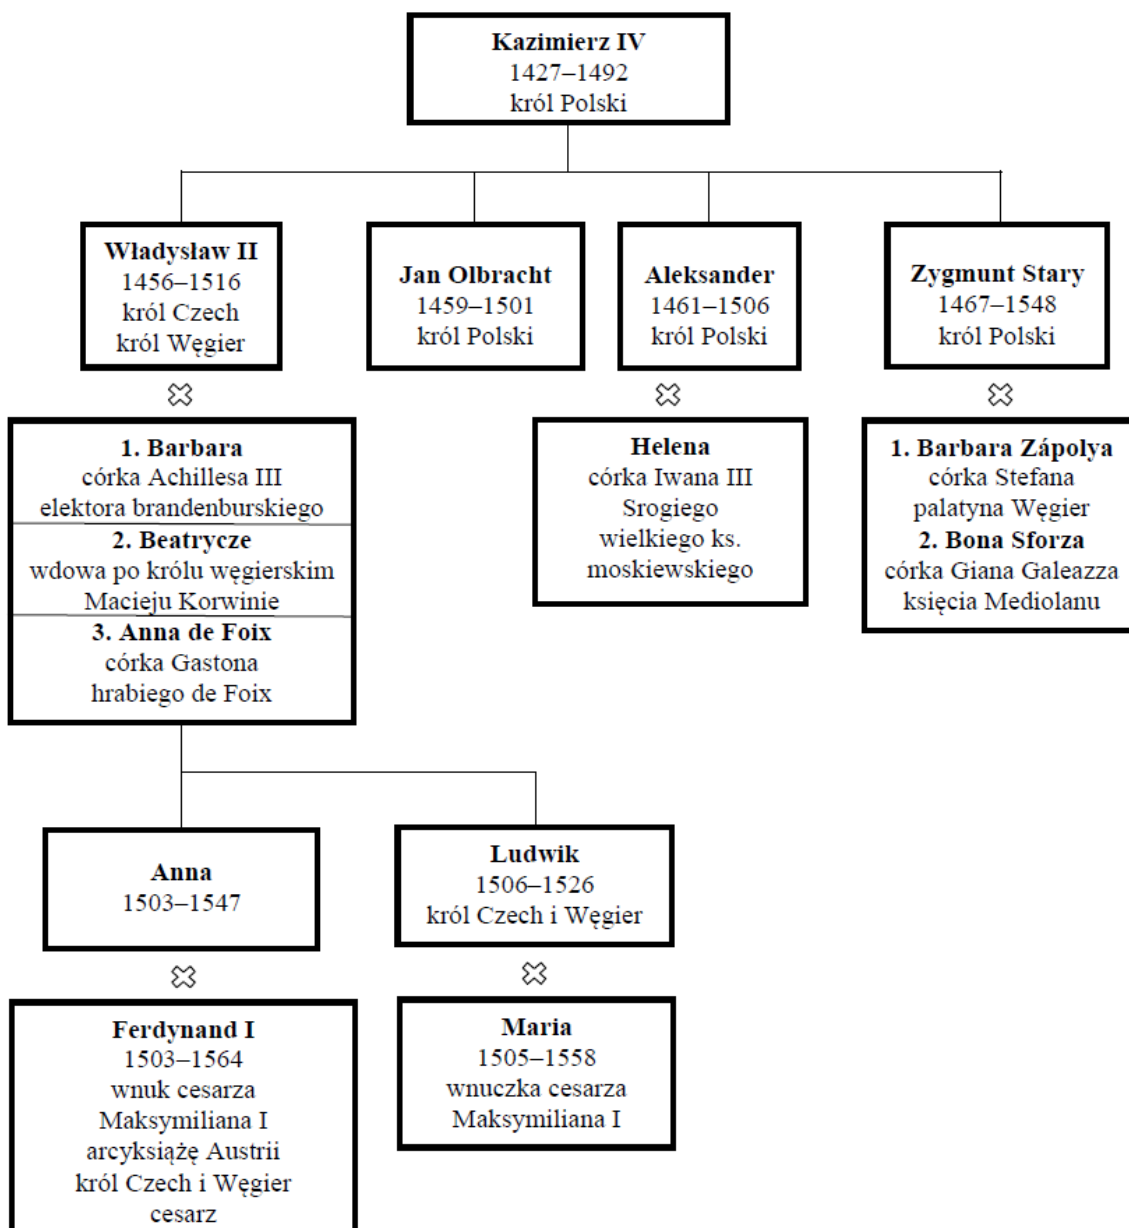 Kazimierz IV
1427–1492
król Polski
Władysław II
1456–1516
król Czech
król Węgier
Jan Olbracht
1459–1501
król Polski
Aleksander
1461–1506
król Polski
Zygmunt Stary
1467–1548
król Polski
1. Barbara
córka Achillesa III
elektora brandenburskiego
2. Beatrycze
wdowa po królu węgierskim
Macieju Korwinie
3. Anna de Foix
córka Gastona
hrabiego de Foix
Helena
córka Iwana III
Srogiego
wielkiego ks.
moskiewskiego
1. Barbara Zápolya
córka Stefana
palatyna Węgier
2. Bona Sforza
córka Giana Galeazza
księcia Mediolanu
Anna
1503–1547
Ludwik
1506–1526
król Czech i Węgier
Ferdynand I
1503–1564
wnuk cesarza
Maksymiliana I
arcyksiążę Austrii
król Czech i Węgier
cesarz
Maria
1505–1558
wnuczka cesarza
Maksymiliana I